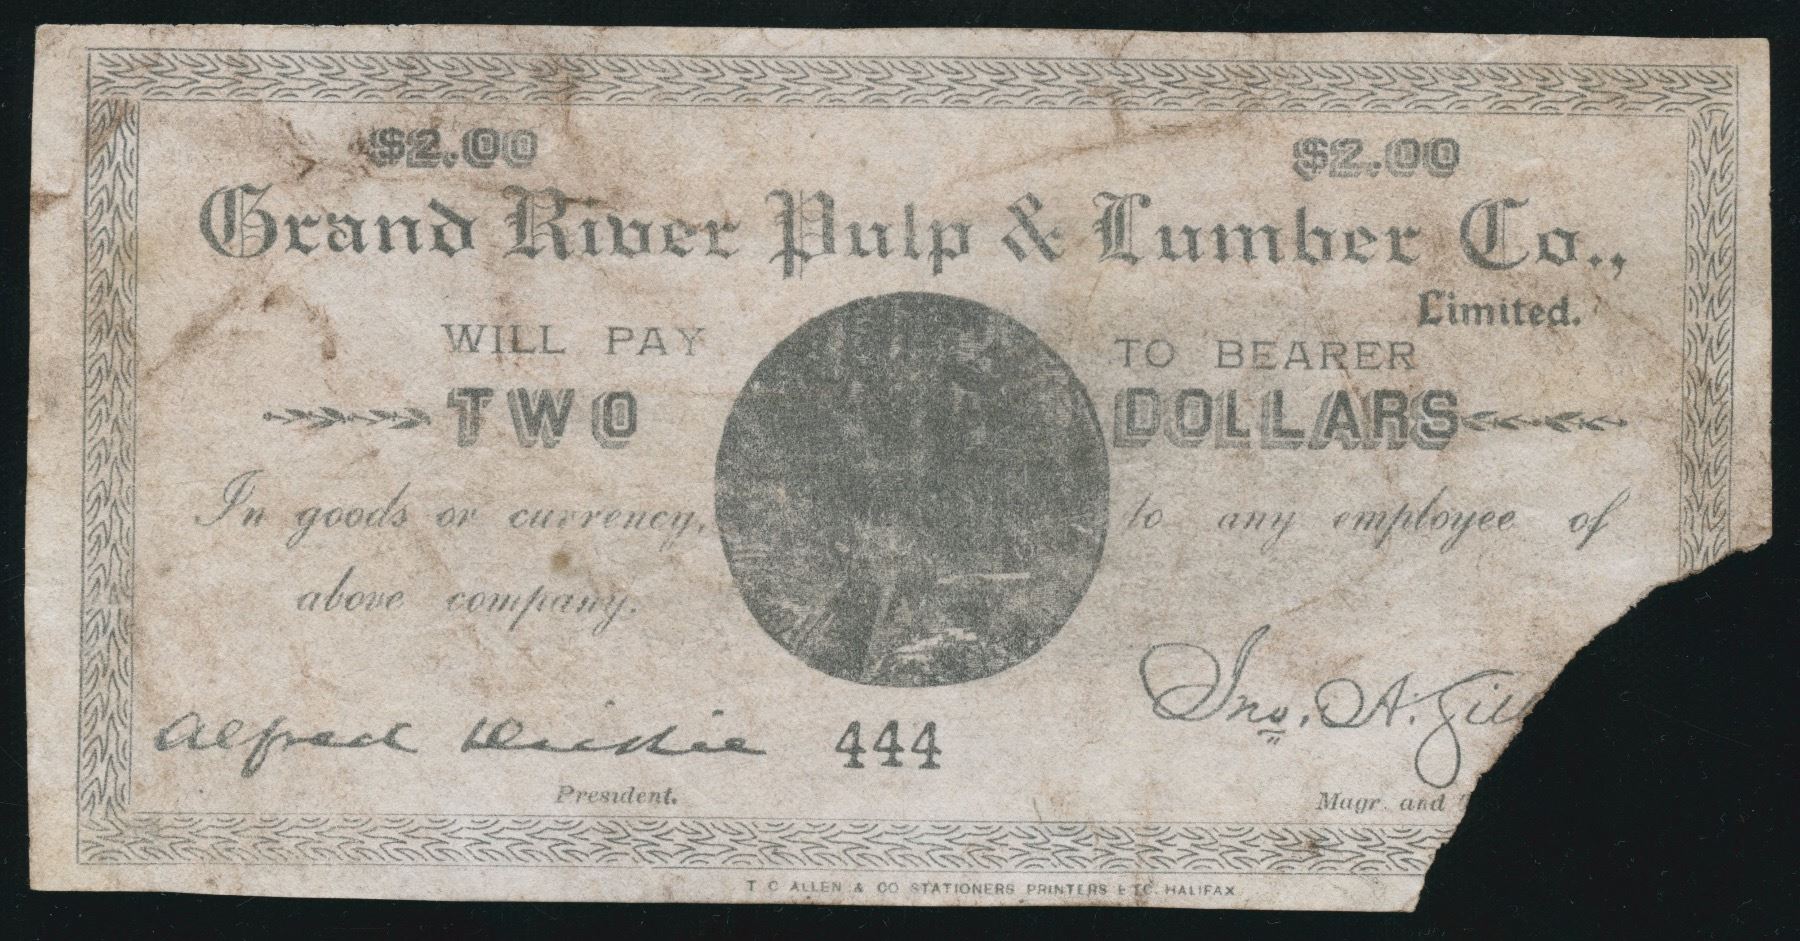 $2.00 $2.00
Grand River Pulp & Lumber Co.,
Limited.
WILL PAY TO BEARER
TWO DOLLARS
In goods or currency, to any employee of
above company.
Alfred Dickie 444 Jno. A. Gill
President. Magr. and
T. C. ALLEN & CO STATIONERS PRINTERS ETC. HALIFAX